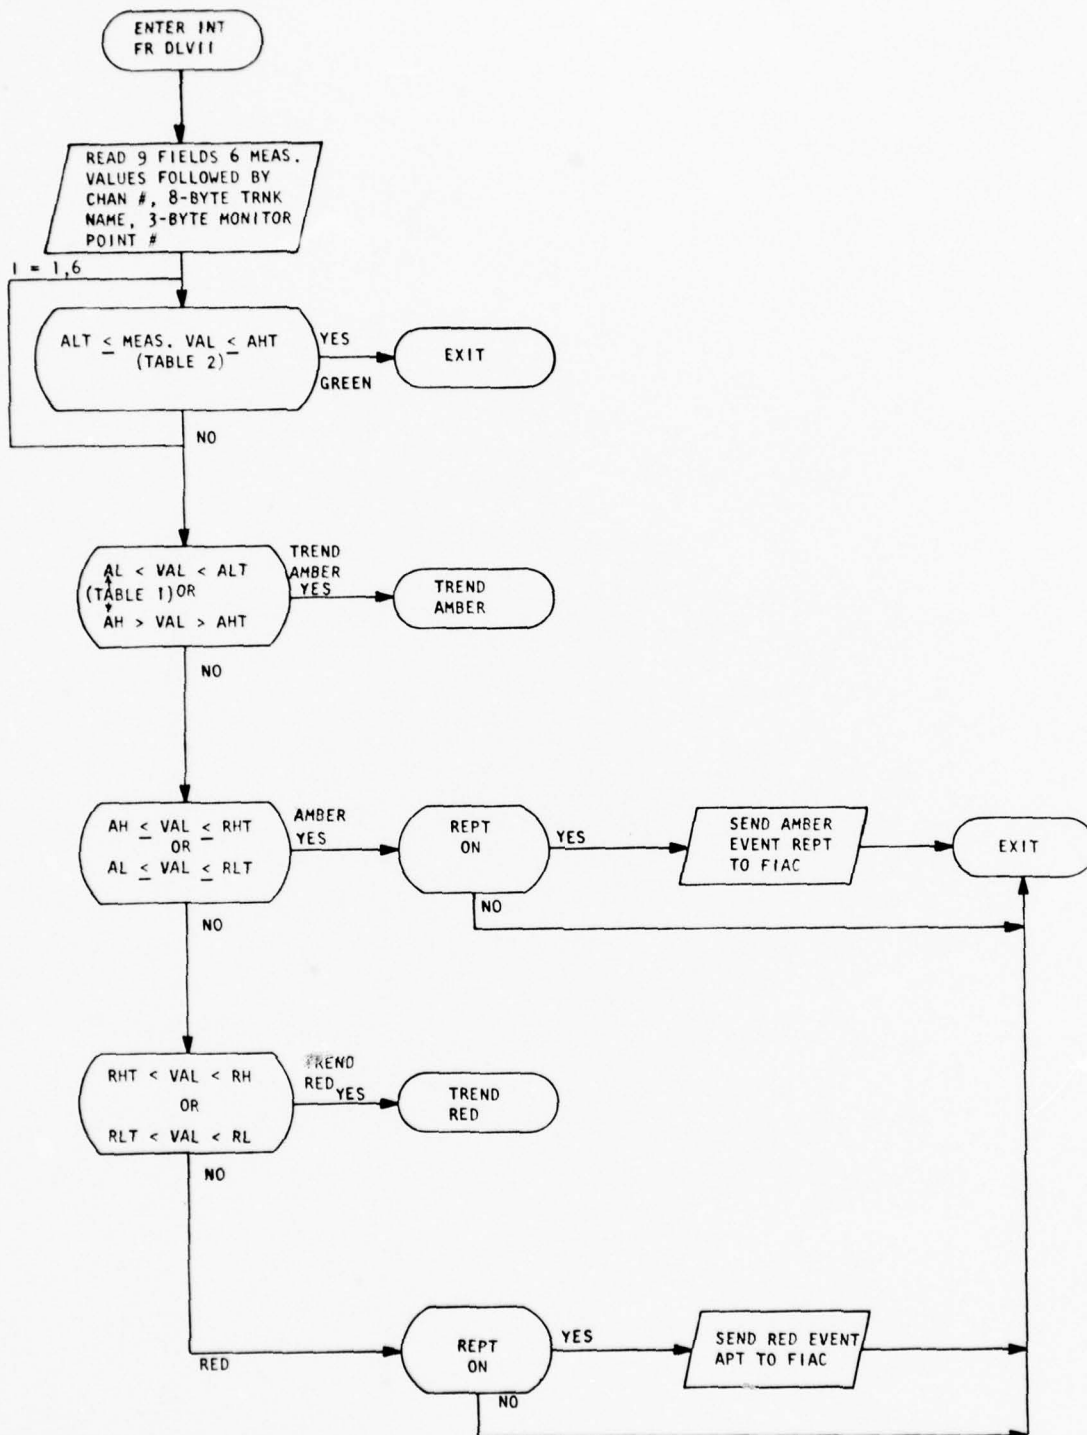 ENTER INT
FR DLV11
READ 9 FIELDS 6 MEAS.
VALUES FOLLOWED BY
CHAN #, 8-BYTE TRNK
NAME, 3-BYTE MONITOR
POINT #
I = 1,6
ALT ≤ MEAS. VAL ≤ AHT
(TABLE 2)
YES
GREEN
EXIT
NO
AL < VAL < ALT
(TABLE 1) OR
AH > VAL > AHT
TREND
AMBER
YES
TREND
AMBER
NO
AH ≤ VAL ≤ RHT
OR
AL ≤ VAL ≤ RLT
AMBER
YES
REPT
ON
YES
SEND AMBER
EVENT REPT
TO FIAC
EXIT
NO
NO
RHT < VAL < RH
OR
RLT < VAL < RL
TREND
RED
YES
TREND
RED
NO
RED
REPT
ON
YES
SEND RED EVENT
APT TO FIAC
NO